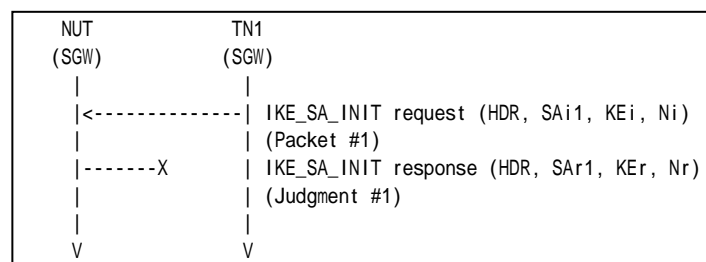 NUT TN1
(SGW) (SGW)
| |
|<--------------| IKE_SA_INIT request (HDR, SAi1, KEi, Ni)
| | (Packet #1)
|-------X | IKE_SA_INIT response (HDR, SAr1, KEr, Nr)
| | (Judgment #1)
| |
V V